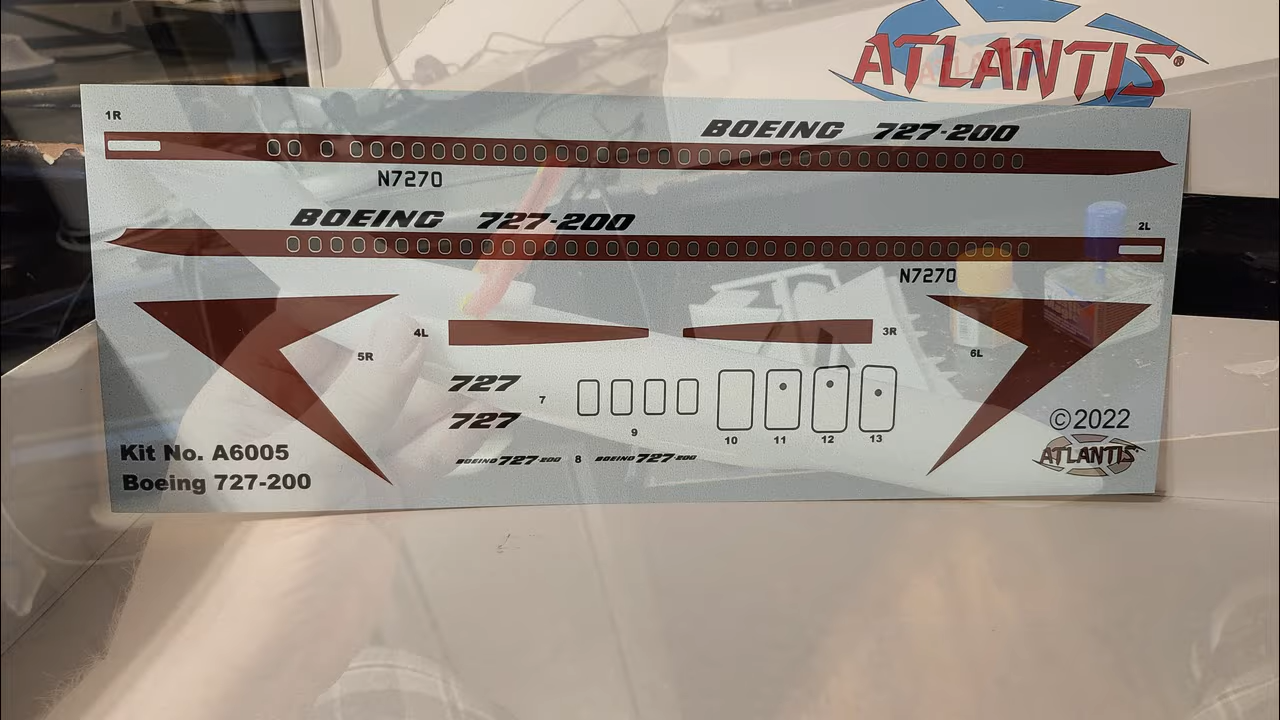 ATLANTIS®
1R
BOEING 727-200
N7270
BOEING 727-200
2L
N7270
4L
3R
5R
6L
727
7
727
9
10
11
12
13
©2022
ATLANTIS
Kit No. A6005
BOEING 727-200 8 BOEING 727-200
Boeing 727-200